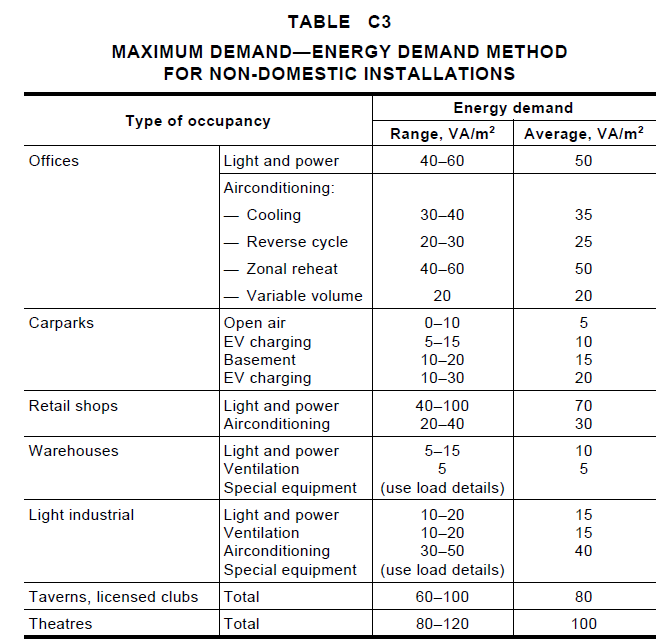 TABLE C3
MAXIMUM DEMAND—ENERGY DEMAND METHOD
FOR NON-DOMESTIC INSTALLATIONS
Type of occupancy Energy demand
Range, VA/m² Average, VA/m²
Offices Light and power 40–60 50
Airconditioning:
— Cooling 30–40 35
— Reverse cycle 20–30 25
— Zonal reheat 40–60 50
— Variable volume 20 20
Carparks Open air 0–10 5
EV charging 5–15 10
Basement 10–20 15
EV charging 10–30 20
Retail shops Light and power 40–100 70
Airconditioning 20–40 30
Warehouses Light and power 5–15 10
Ventilation 5 5
Special equipment (use load details)
Light industrial Light and power 10–20 15
Ventilation 10–20 15
Airconditioning 30–50 40
Special equipment (use load details)
Taverns, licensed clubs Total 60–100 80
Theatres Total 80–120 100